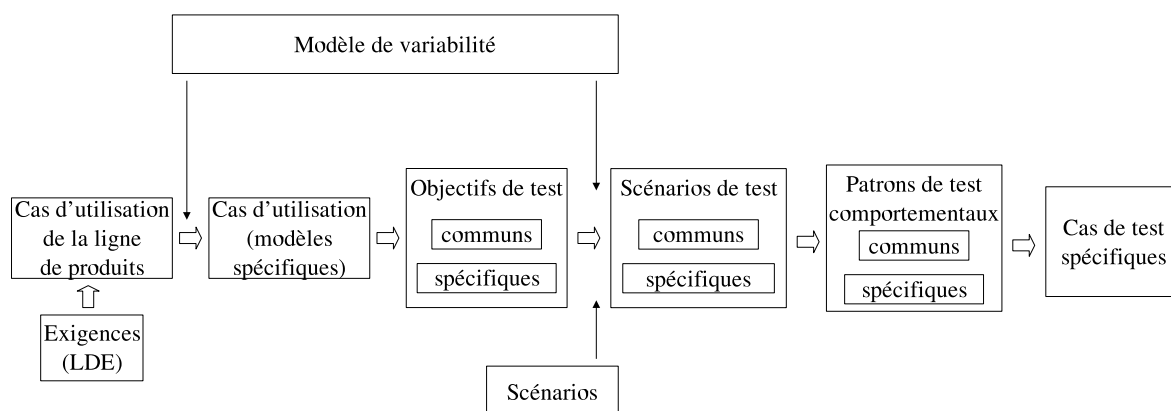 Modèle de variabilité
Cas d’utilisation
de la ligne
de produits
Exigences
(LDE)
Cas d’utilisation
(modèles
spécifiques)
Objectifs de test
communs
spécifiques
Scénarios de test
communs
spécifiques
Scénarios
Patrons de test
comportementaux
communs
spécifiques
Cas de test
spécifiques